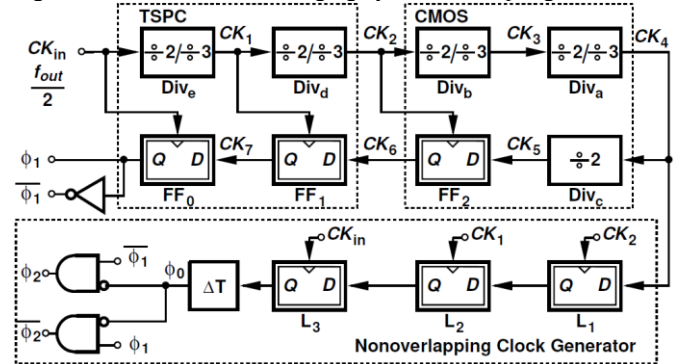 TSPC
CMOS
CK1
CK2
CK3
CK4
CKin
fout
2
÷2/÷3
÷2/÷3
÷2/÷3
÷2/÷3
Dive
Divd
Divb
Diva
ϕ1
Q D
CK7
Q D
CK6
Q D
CK5
÷2
ϕ1
FF0
FF1
FF2
Divc
CKin
CK1
CK2
ϕ1
ϕ2
ϕ0
ΔT
Q D
Q D
Q D
ϕ2
ϕ1
L3
L2
L1
Nonoverlapping Clock Generator